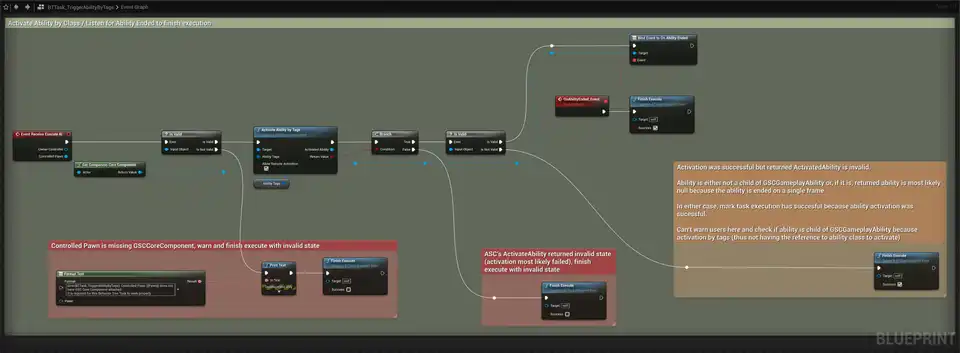 BTTask_TriggerAbilityByTags > Event Graph
Activate Ability by Class / Listen for Ability Ended to finish execution
Bind Event to On Ability Ended
Target
Event
OnAbilityEnded_Event
Finish Execute
Target self
Success
Event Receive Execute AI
Owner Controller
Controlled Pawn
Is Valid
Exec
Is Valid
Input Object
Is Not Valid
Activate Ability by Tags
Target
Activated Ability
Ability Tags
Return Value
Allow Remote Activation
Ability Tags
Branch
True
Condition
False
Is Valid
Exec
Is Valid
Input Object
Is Not Valid
Actor
Return Value
Activation was successful but returned ActivatedAbility is invalid.
Ability is either not a child of GSCGameplayAbility or, if it is, returned ability is most likely
null because the ability is ended on a single frame
In either case, mark task execution has succesful because ability activation was
sucessful.
Can't warn users here and check if ability is child of GSCGameplayAbility because
activation by tags (thus not having the reference to ability class to activate)
Finish Execute
Target self
Success
Controlled Pawn is missing GSCCoreComponent, warn and finish execute with invalid state
Format Text
Format
Result
Print Text
In Text
Finish Execute
Target self
Success
ASC's ActivateAbility returned invalid state
(activation most likely failed), finish
execute with invalid state
Finish Execute
Target self
Success
BLUEPRINT